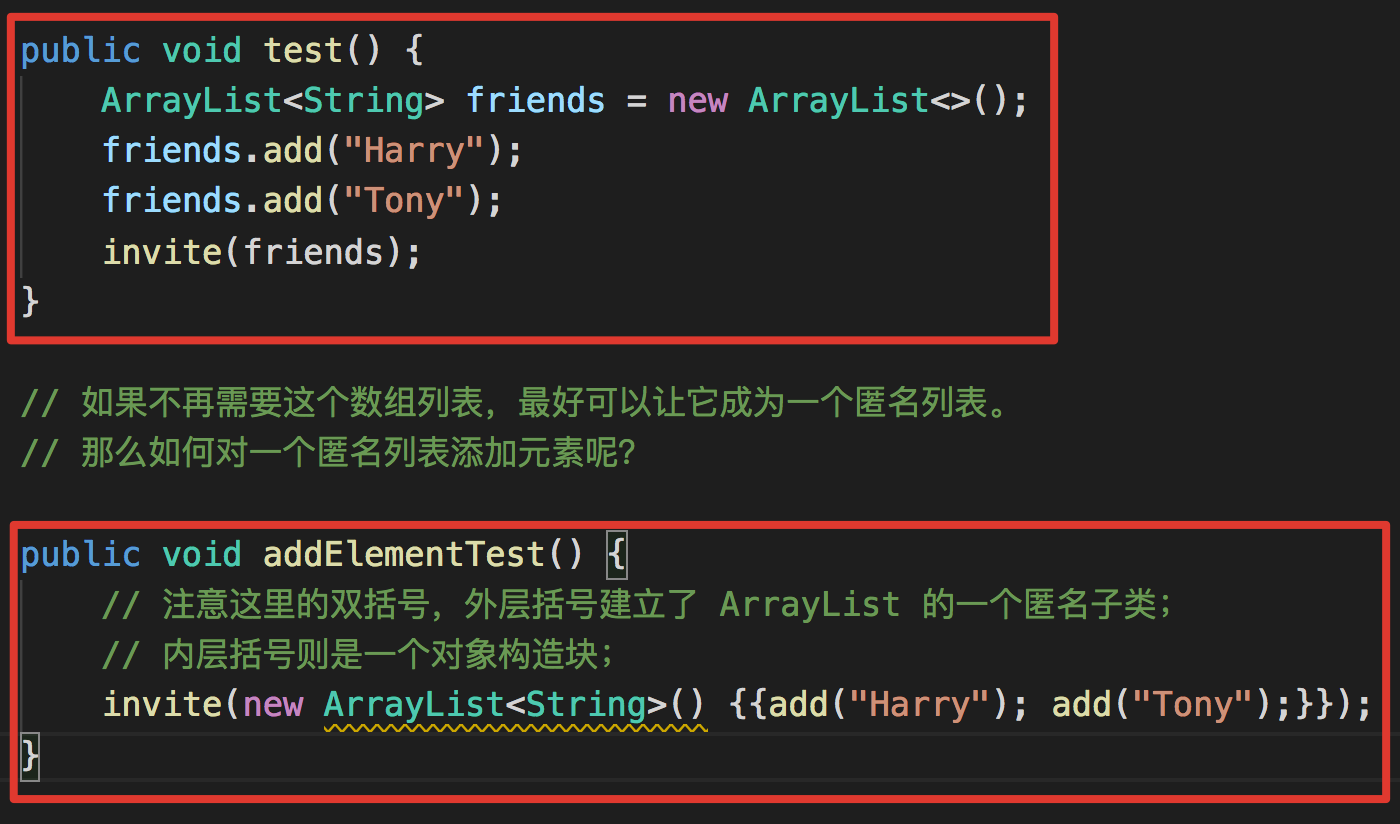 public void test() {
    ArrayList<String> friends = new ArrayList<>();
    friends.add("Harry");
    friends.add("Tony");
    invite(friends);
}
// 如果不再需要这个数组列表，最好可以让它成为一个匿名列表。
// 那么如何对一个匿名列表添加元素呢？
public void addElementTest() {
    // 注意这里的双括号，外层括号建立了 ArrayList 的一个匿名子类；
    // 内层括号则是一个对象构造块；
    invite(new ArrayList<String>() {{add("Harry"); add("Tony");}});
}